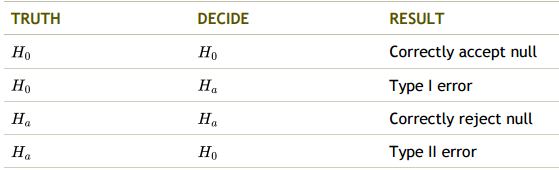 TRUTH DECIDE RESULT
H₀ H₀ Correctly accept null
H₀ Hₐ Type I error
Hₐ Hₐ Correctly reject null
Hₐ H₀ Type II error